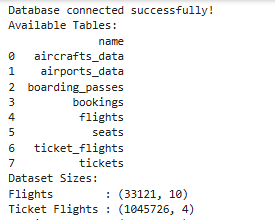 Database connected successfully!
Available Tables:
name
0 aircrafts_data
1 airports_data
2 boarding_passes
3 bookings
4 flights
5 seats
6 ticket_flights
7 tickets
Dataset Sizes:
Flights : (33121, 10)
Ticket Flights : (1045726, 4)